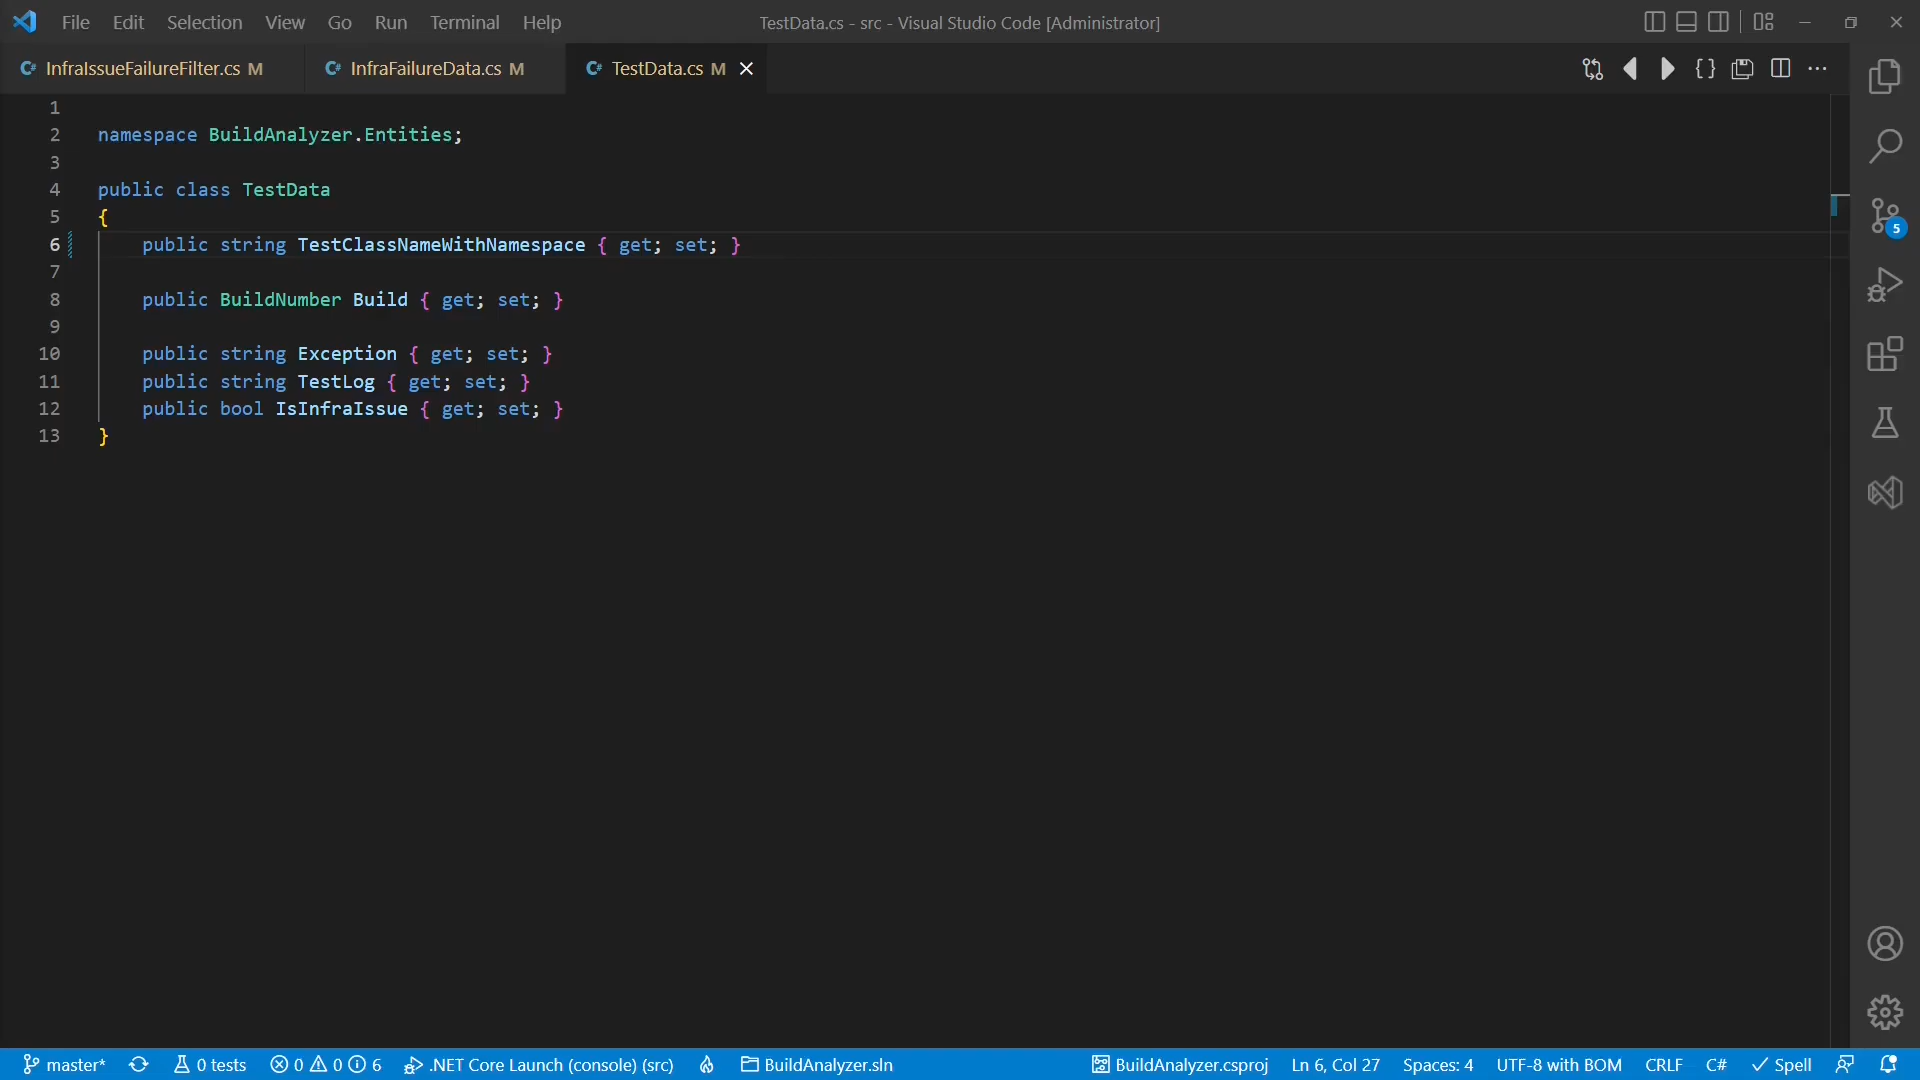 File Edit Selection View Go Run Terminal Help TestData.cs - src - Visual Studio Code [Administrator]
C# InfraIssueFailureFilter.cs M C# InfraFailureData.cs M C# TestData.cs M
1
2 namespace BuildAnalyzer.Entities;
3
4 public class TestData
5 {
6 public string TestClassNameWithNamespace { get; set; }
7
8 public BuildNumber Build { get; set; }
9
10 public string Exception { get; set; }
11 public string TestLog { get; set; }
12 public bool IsInfraIssue { get; set; }
13 }
5
master* 0 tests 0 0 6 .NET Core Launch (console) (src) BuildAnalyzer.sln BuildAnalyzer.csproj Ln 6, Col 27 Spaces: 4 UTF-8 with BOM CRLF C# Spell